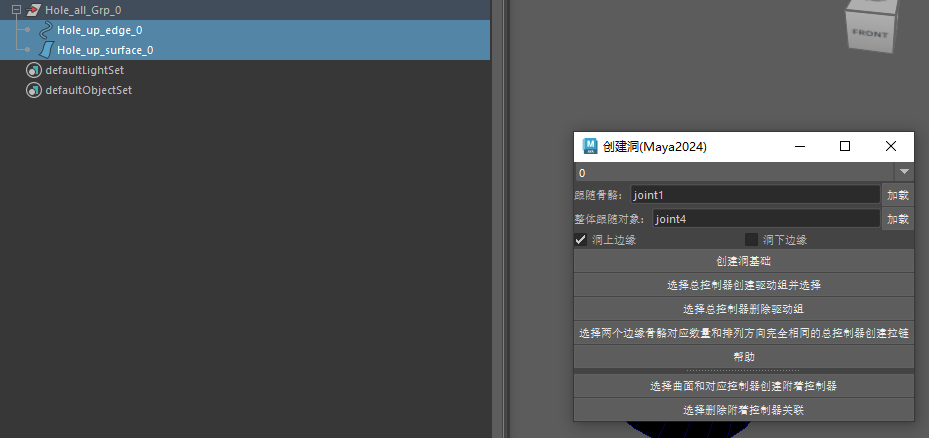 Hole_all_Grp_0
Hole_up_edge_0
Hole_up_surface_0
defaultLightSet
defaultObjectSet
FRONT
创建洞(Maya2024)
0
跟随骨骼: joint1 加载
整体跟随对象: joint4 加载
洞上边缘 洞下边缘
创建洞基础
选择总控制器创建驱动组并选择
选择总控制器删除驱动组
选择两个边缘骨骼对应数量和排列方向完全相同的总控制器创建拉链
帮助
选择曲面和对应控制器创建附着控制器
选择删除附着控制器关联